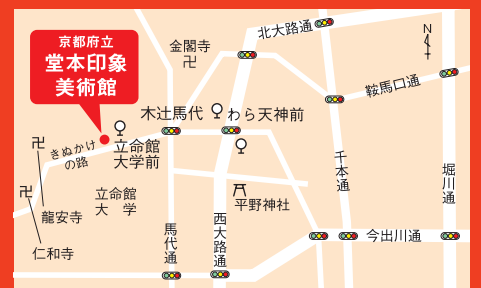 京都府立
堂本印象
美術館
金閣寺
卍
北大路通
N
鞍馬口通
木辻馬代
わら天神前
きぬかけ
の路
立命館
大学前
卍
卍
立命館
大学
龍安寺
仁和寺
平野神社
千本通
堀川通
馬代通
西大路通
今出川通